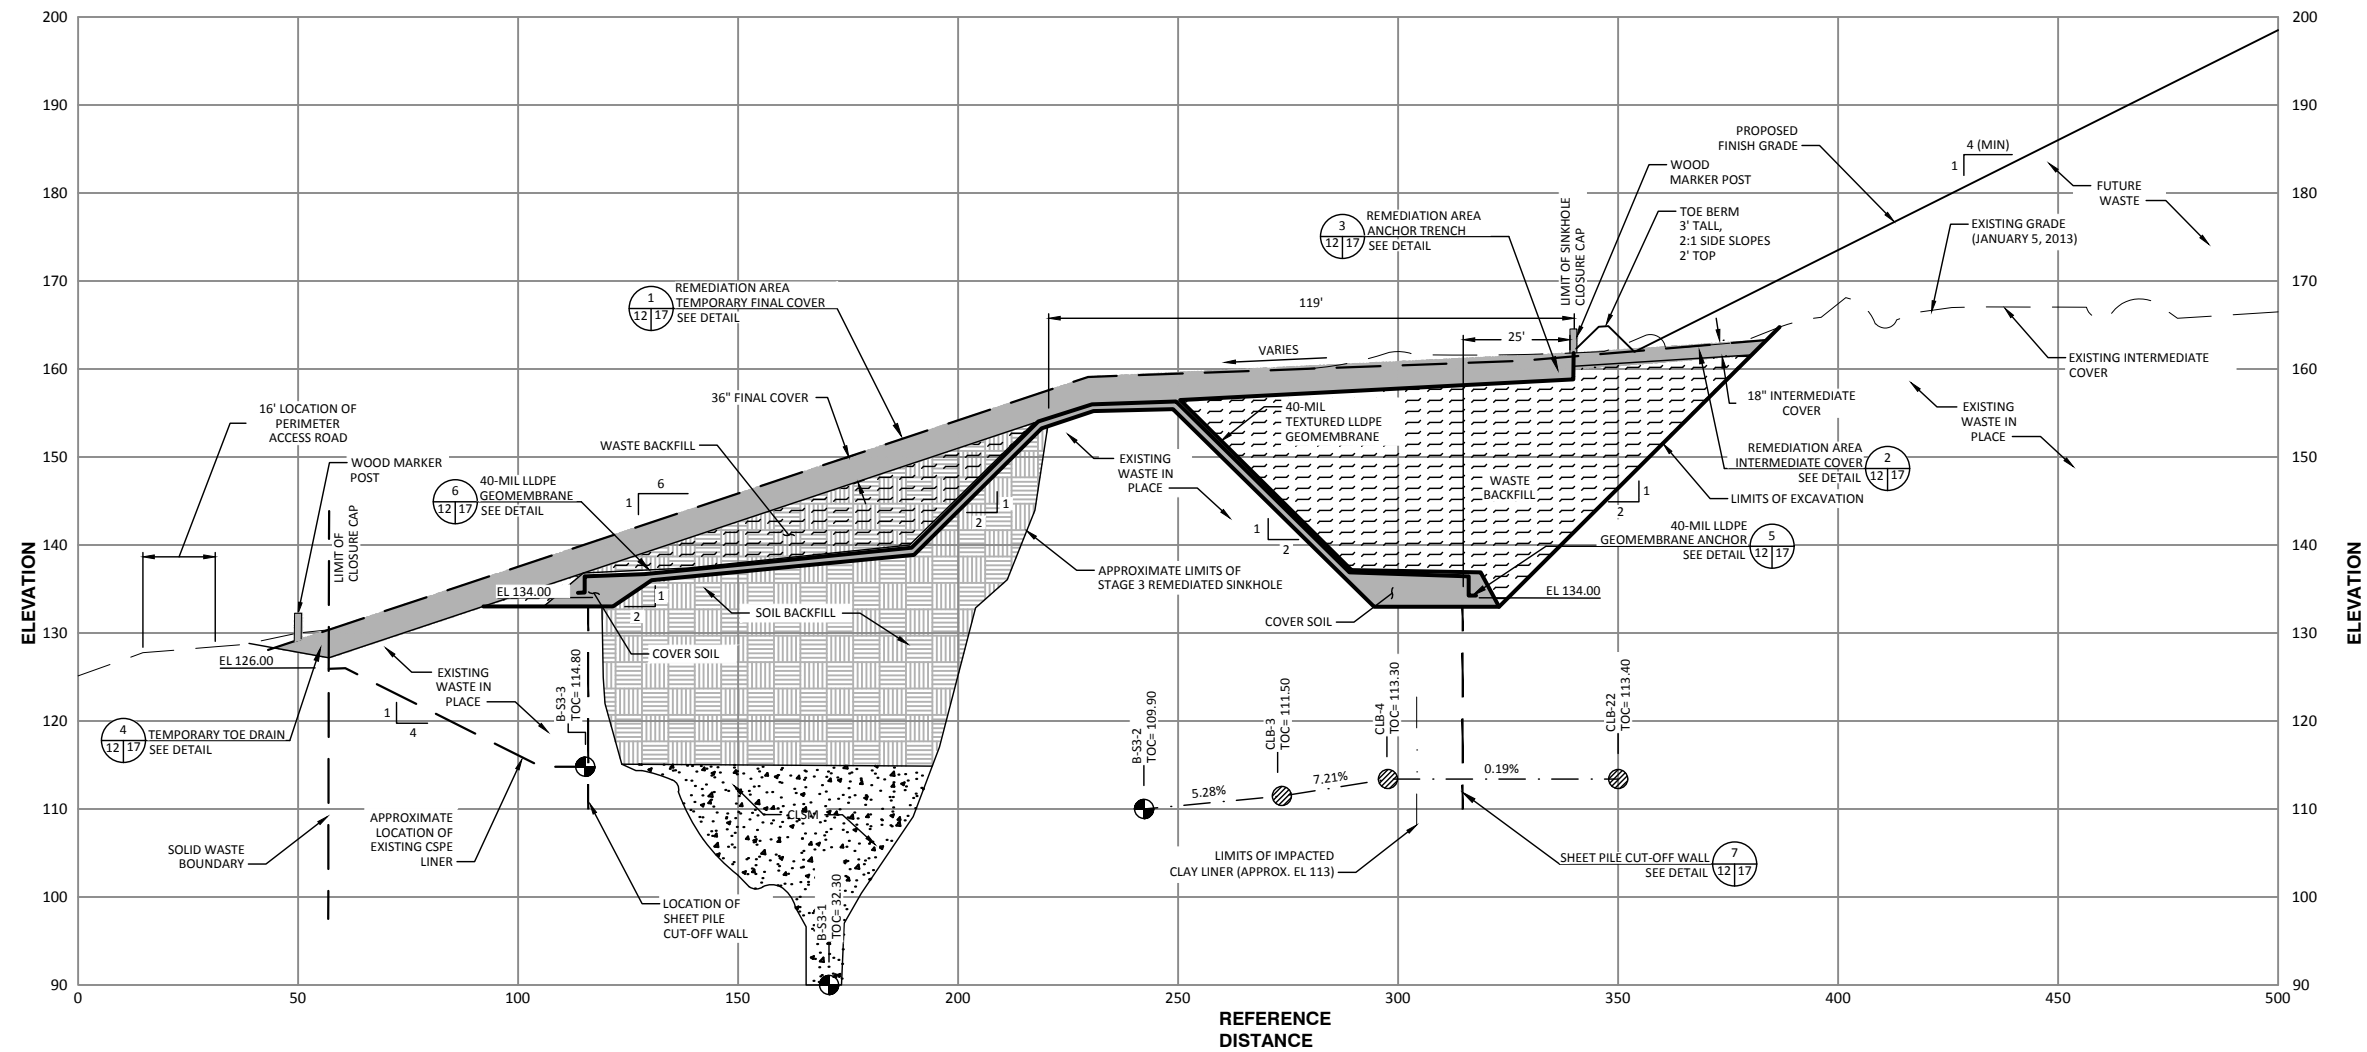 200
190
180
170
160
150
140
130
120
110
100
90
ELEVATION
200
190
180
170
160
150
140
130
120
110
100
90
ELEVATION
0
50
100
150
200
250
300
350
400
450
500
REFERENCE
DISTANCE
16' LOCATION OF
PERIMETER
ACCESS ROAD
WOOD MARKER
POST
LIMIT OF
CLOSURE CAP
EL 126.00
4
12 17
TEMPORARY TOE DRAIN
SEE DETAIL
SOLID WASTE
BOUNDARY
EXISTING
WASTE IN
PLACE
1
4
APPROXIMATE
LOCATION OF
EXISTING CSPE
LINER
6
12 17
40-MIL LLDPE
GEOMEMBRANE
SEE DETAIL
EL 134.00
1
12 17
REMEDIATION AREA
TEMPORARY FINAL COVER
SEE DETAIL
36" FINAL COVER
WASTE BACKFILL
6
1
1
2
SOIL BACKFILL
COVER SOIL
B-S3-3
TOC= 114.80
LOCATION OF
SHEET PILE
CUT-OFF WALL
CLSM
B-S3-1
TOC= 32.30
1
2
EXISTING
WASTE IN
PLACE
APPROXIMATE LIMITS OF
STAGE 3 REMEDIATED SINKHOLE
119'
VARIES
25'
3
12 17
REMEDIATION AREA
ANCHOR TRENCH
SEE DETAIL
LIMIT OF SINKHOLE
CLOSURE CAP
WOOD
MARKER POST
TOE BERM
3' TALL,
2:1 SIDE SLOPES
2' TOP
PROPOSED
FINISH GRADE
4 (MIN)
1
FUTURE
WASTE
EXISTING GRADE
(JANUARY 5, 2013)
EXISTING INTERMEDIATE
COVER
18" INTERMEDIATE
COVER
EXISTING
WASTE IN
PLACE
REMEDIATION AREA
INTERMEDIATE COVER
SEE DETAIL
2
12 17
LIMITS OF EXCAVATION
40-MIL
TEXTURED LLDPE
GEOMEMBRANE
WASTE
BACKFILL
1
2
1
2
40-MIL LLDPE
GEOMEMBRANE ANCHOR
SEE DETAIL
5
12 17
EL 134.00
COVER SOIL
B-S3-2
TOC= 109.90
CLB-3
TOC= 111.50
CLB-4
TOC= 113.30
CLB-22
TOC= 113.40
5.28%
7.21%
0.19%
LIMITS OF IMPACTED
CLAY LINER (APPROX. EL 113)
SHEET PILE CUT-OFF WALL
SEE DETAIL
7
12 17